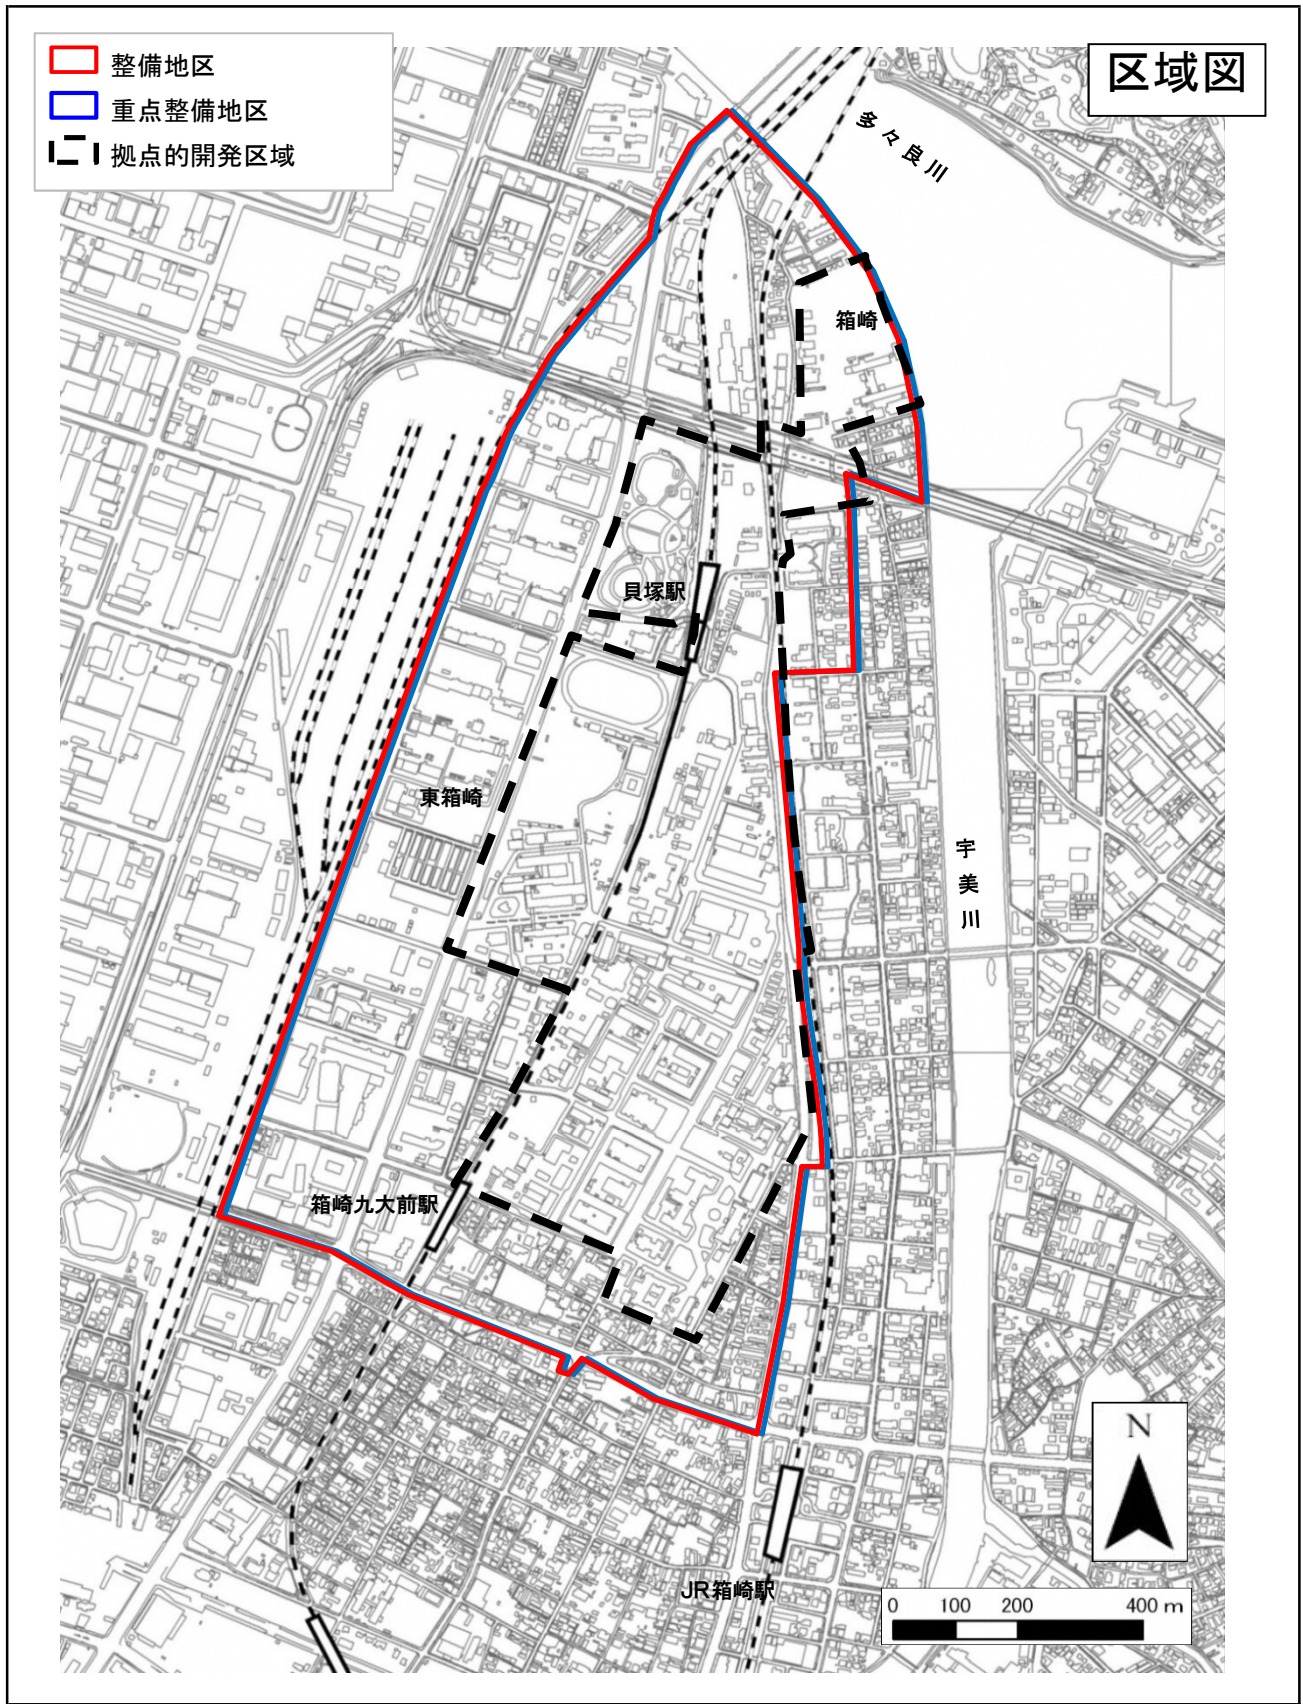 整備地区
重点整備地区
拠点的開発区域
区域図
多々良川
箱崎
貝塚駅
東箱崎
宇美川
箱崎九大前駅
JR箱崎駅
N
0 100 200 400 m